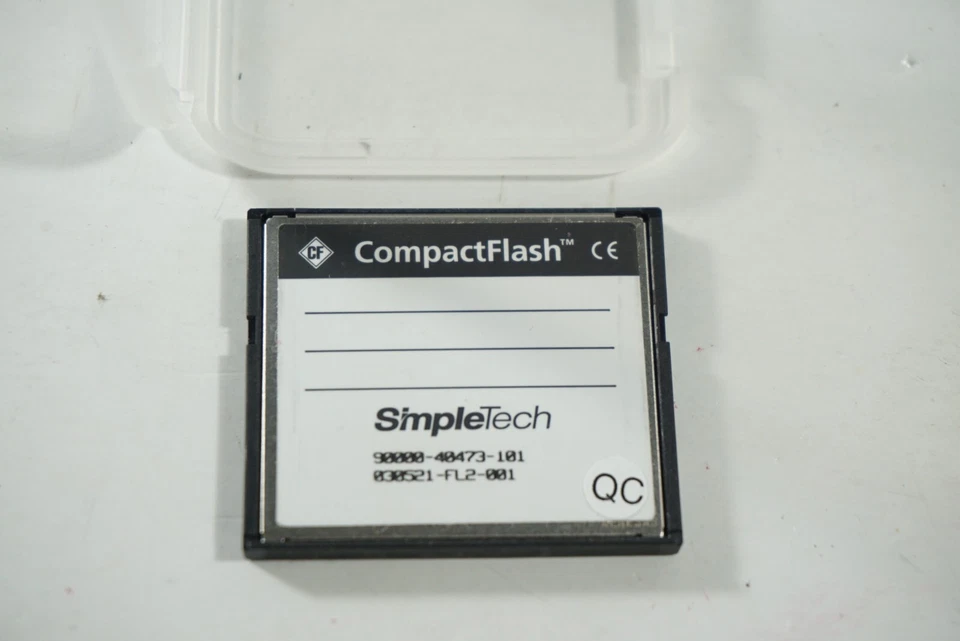 CF CompactFlash™ CE
SimpleTech
90000-40473-101
030521-FL2-001
QC